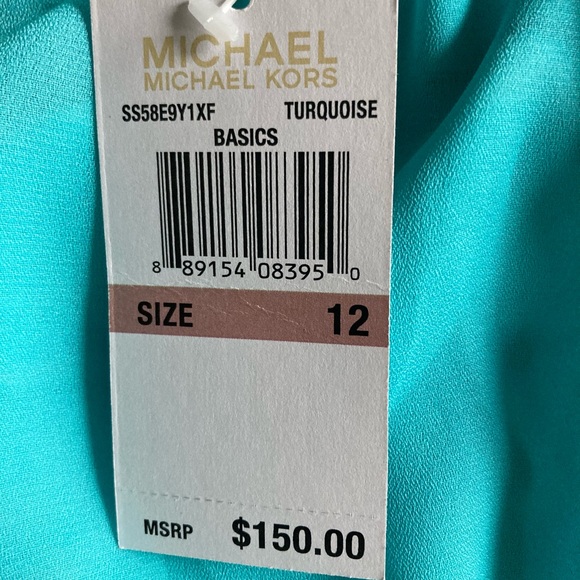 MICHAEL
MICHAEL KORS
SS58E9Y1XF TURQUOISE
BASICS
8 89154 08395 0
SIZE 12
MSRP $150.00